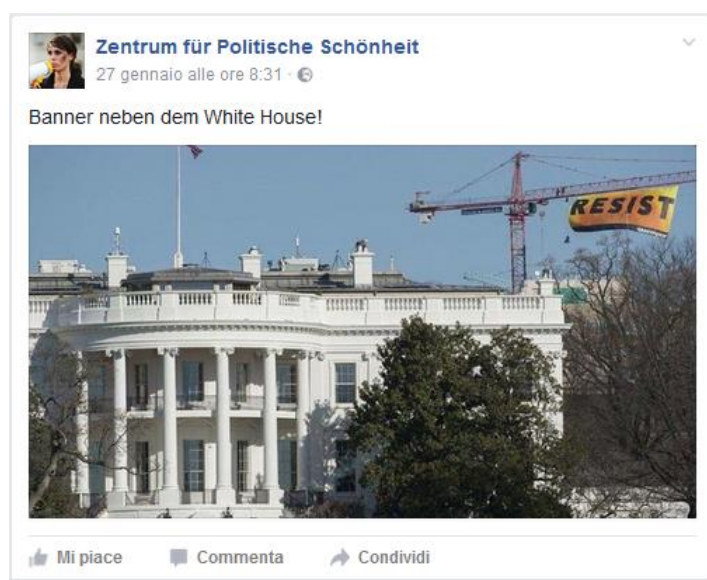 Zentrum für Politische Schönheit
27 gennaio alle ore 8:31 ·
Banner neben dem White House!
RESIST
Mi piace Commenta Condividi